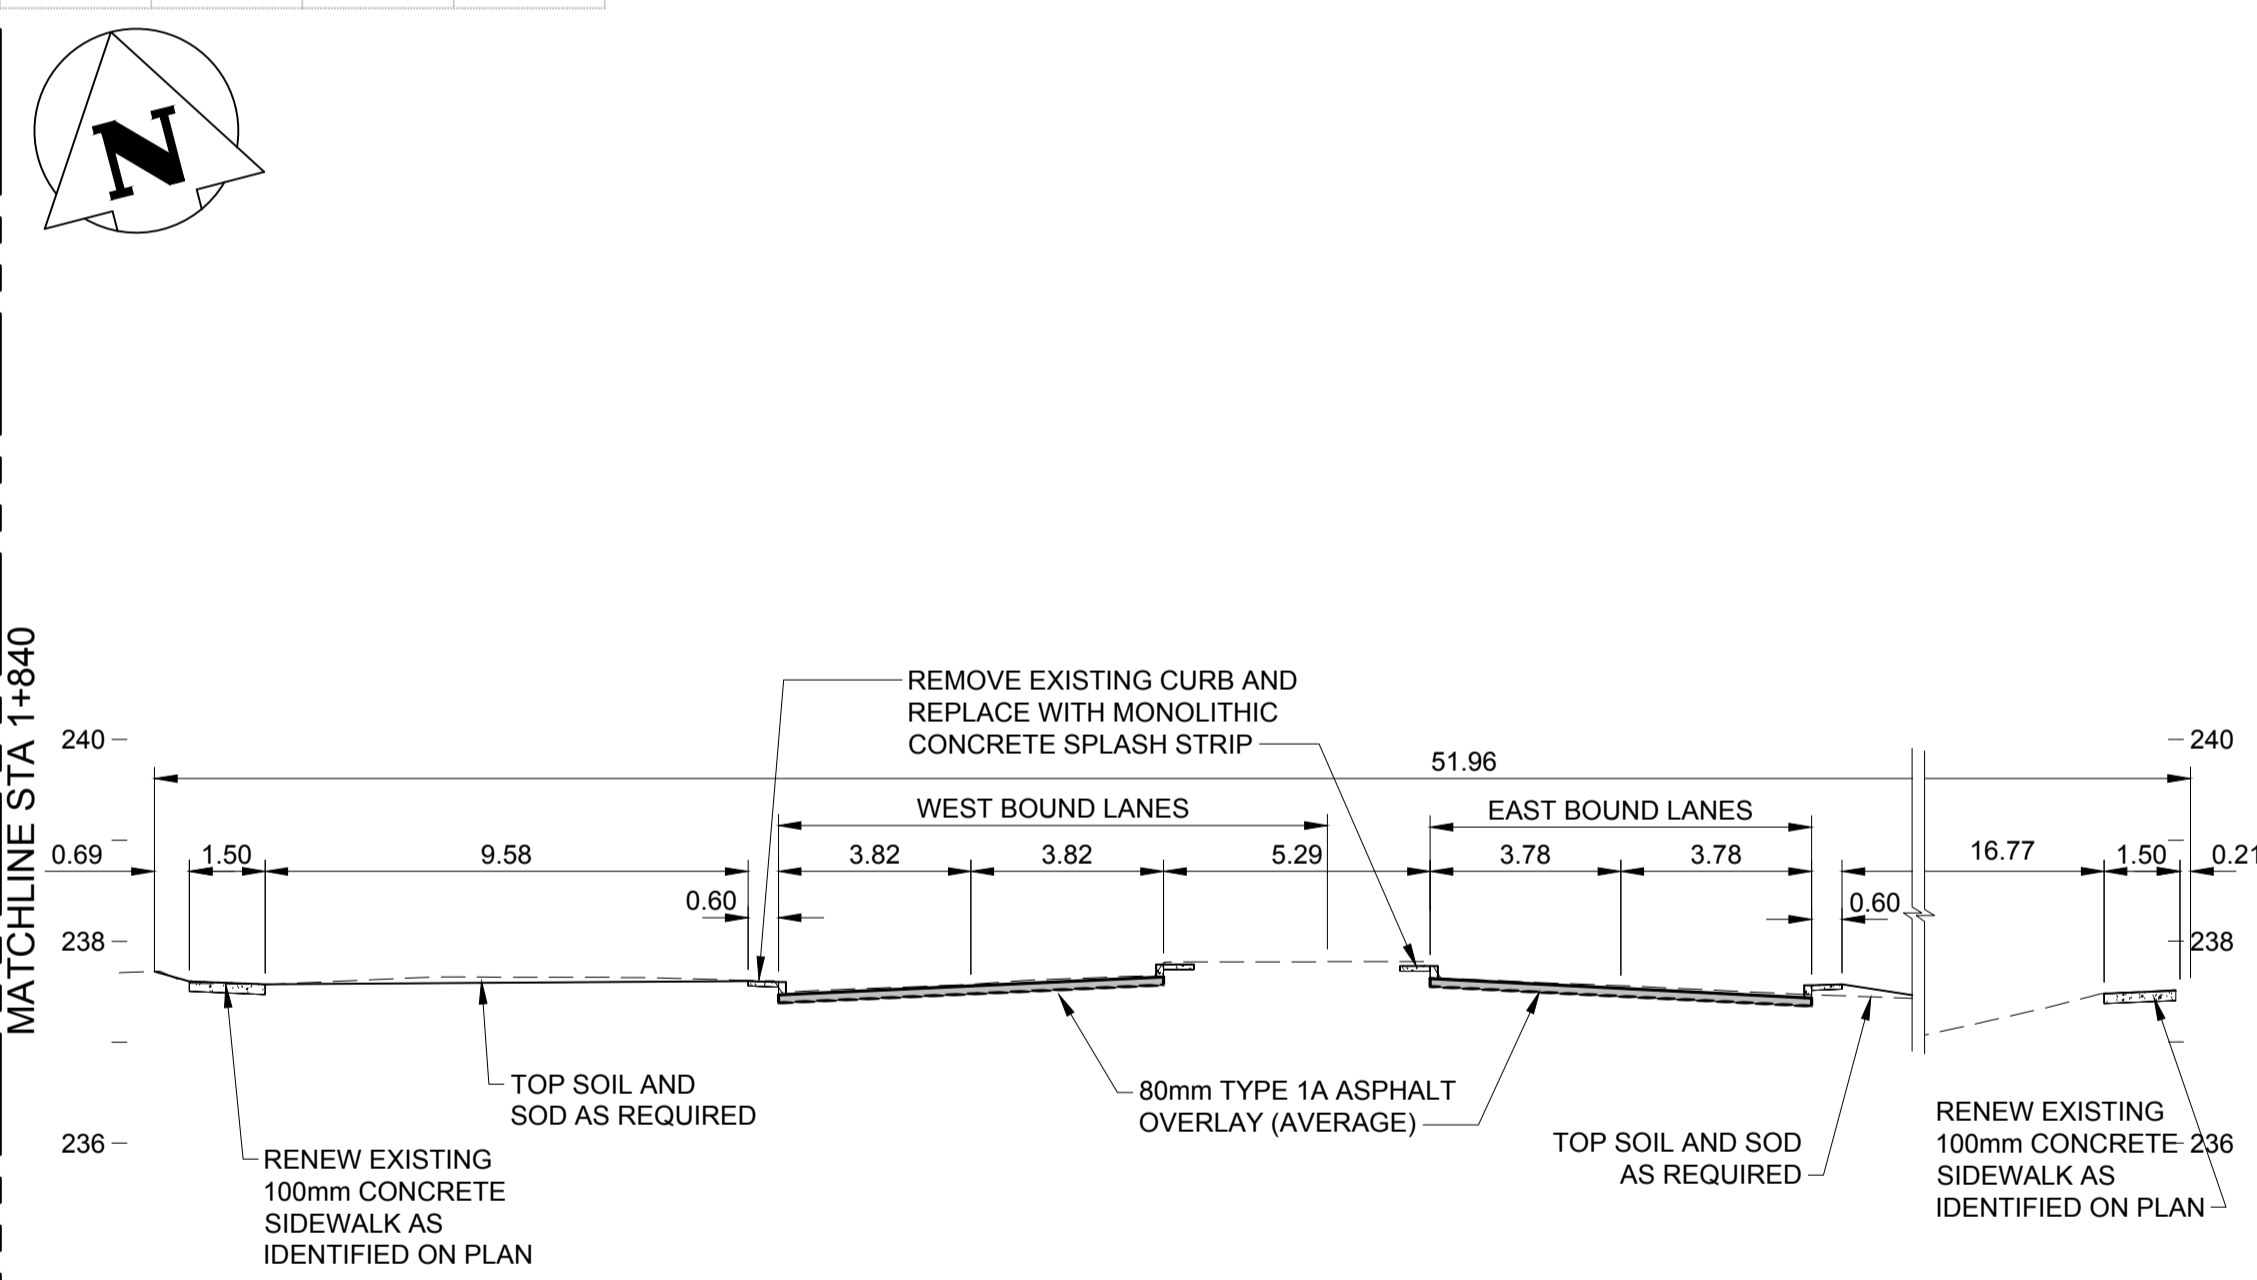 N
MATCHLINE STA 1+840
REMOVE EXISTING CURB AND
REPLACE WITH MONOLITHIC
CONCRETE SPLASH STRIP
240
240
51.96
WEST BOUND LANES
EAST BOUND LANES
0.69
1.50
9.58
3.82
3.82
5.29
3.78
3.78
16.77
1.50
0.21
0.60
0.60
238
238
TOP SOIL AND
SOD AS REQUIRED
80mm TYPE 1A ASPHALT
OVERLAY (AVERAGE)
236
236
TOP SOIL AND SOD
AS REQUIRED
RENEW EXISTING
100mm CONCRETE
SIDEWALK AS
IDENTIFIED ON PLAN
RENEW EXISTING
100mm CONCRETE
SIDEWALK AS
IDENTIFIED ON PLAN